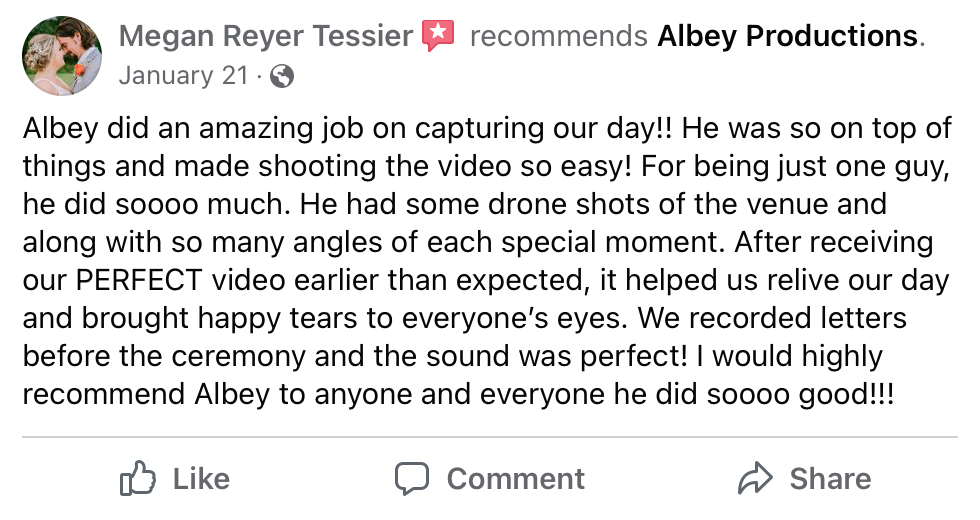 Megan Reyer Tessier recommends Albey Productions.
January 21 ·
Albey did an amazing job on capturing our day!! He was so on top of
things and made shooting the video so easy! For being just one guy,
he did soooo much. He had some drone shots of the venue and
along with so many angles of each special moment. After receiving
our PERFECT video earlier than expected, it helped us relive our day
and brought happy tears to everyone’s eyes. We recorded letters
before the ceremony and the sound was perfect! I would highly
recommend Albey to anyone and everyone he did soooo good!!!
Like Comment Share